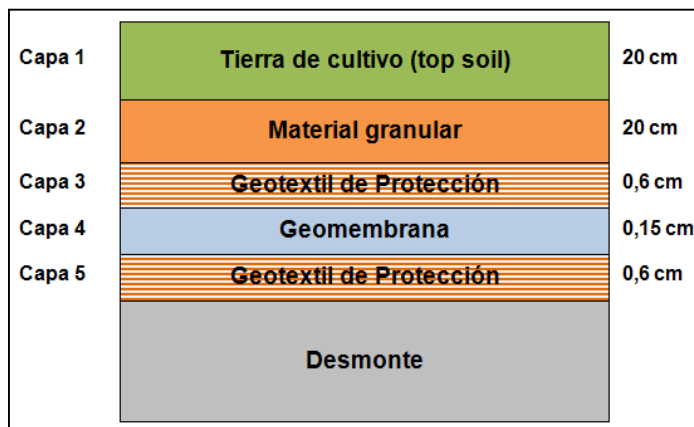 Capa 1 Tierra de cultivo (top soil) 20 cm
Capa 2 Material granular 20 cm
Capa 3 Geotextil de Protección 0,6 cm
Capa 4 Geomembrana 0,15 cm
Capa 5 Geotextil de Protección 0,6 cm
Desmonte